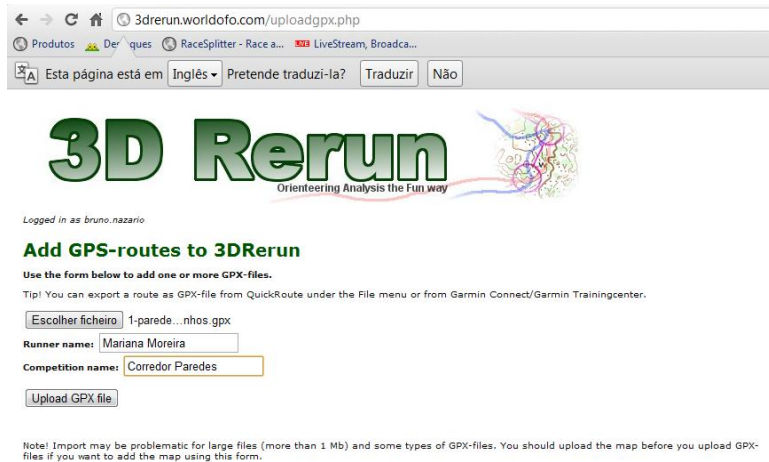 3drerun.worldofo.com/uploadgpx.php
Produtos De ques RaceSplitter - Race a... LIVE LiveStream, Broadca...
Esta página está em Inglês Pretende traduzi-la? Traduzir Não
3D Rerun
Orienteering Analysis the Fun way
Logged in as bruno.nazario
Add GPS-routes to 3DRerun
Use the form below to add one or more GPX-files.
Tip! You can export a route as GPX-file from QuickRoute under the File menu or from Garmin Connect/Garmin Trainingcenter.
Escolher ficheiro 1-parede...nhos.gpx
Runner name: Mariana Moreira
Competition name: Corredor Paredes
Upload GPX file
Note! Import may be problematic for large files (more than 1 Mb) and some types of GPX-files. You should upload the map before you upload GPX-
files if you want to add the map using this form.